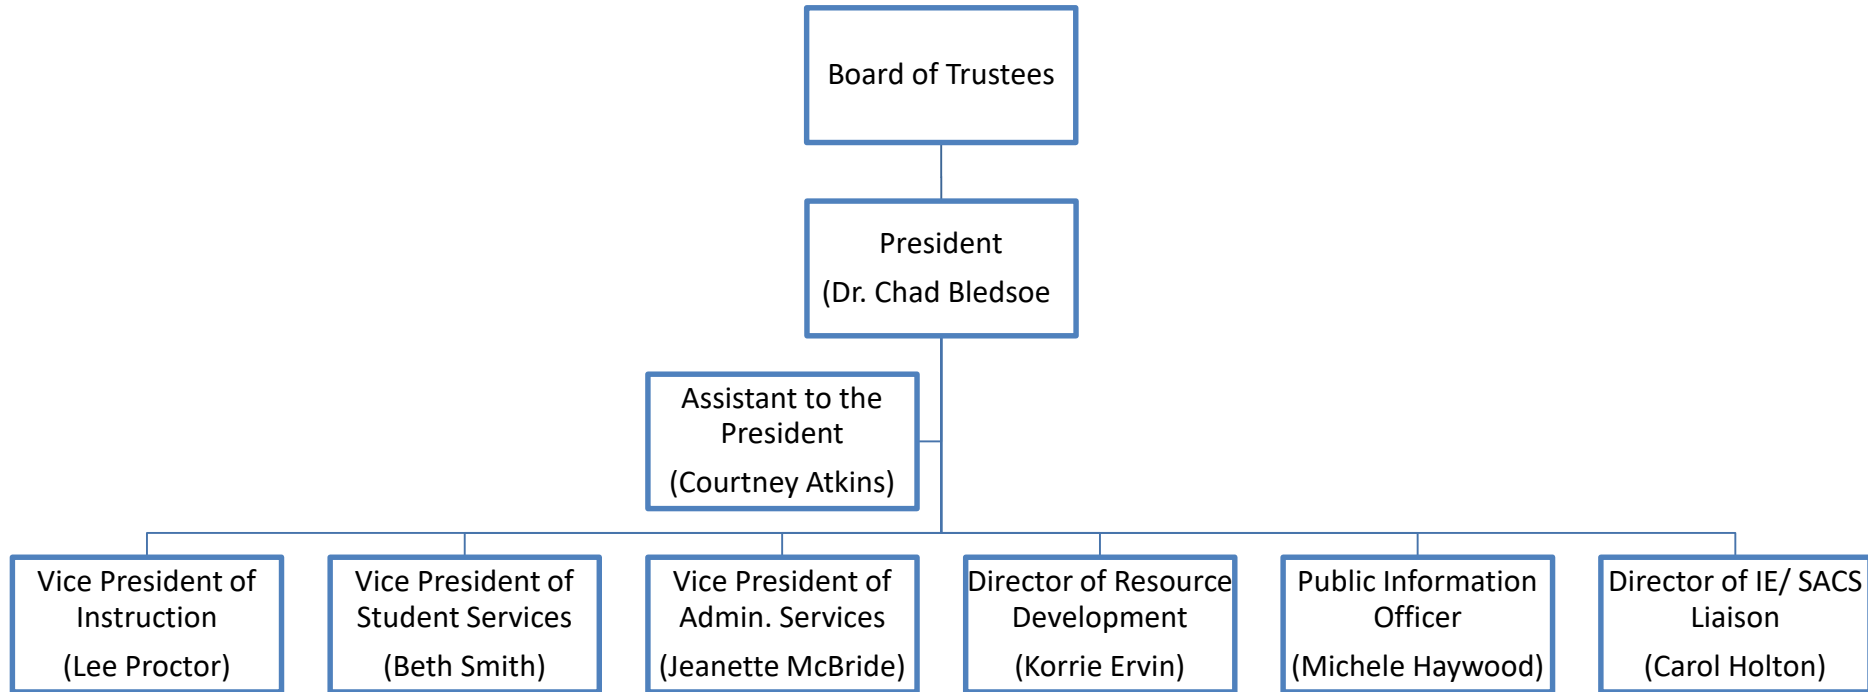 Board of Trustees
President
(Dr. Chad Bledsoe
Assistant to the
President
(Courtney Atkins)
Vice President of
Instruction
(Lee Proctor)
Vice President of
Student Services
(Beth Smith)
Vice President of
Admin. Services
(Jeanette McBride)
Director of Resource
Development
(Korrie Ervin)
Public Information
Officer
(Michele Haywood)
Director of IE/ SACS
Liaison
(Carol Holton)